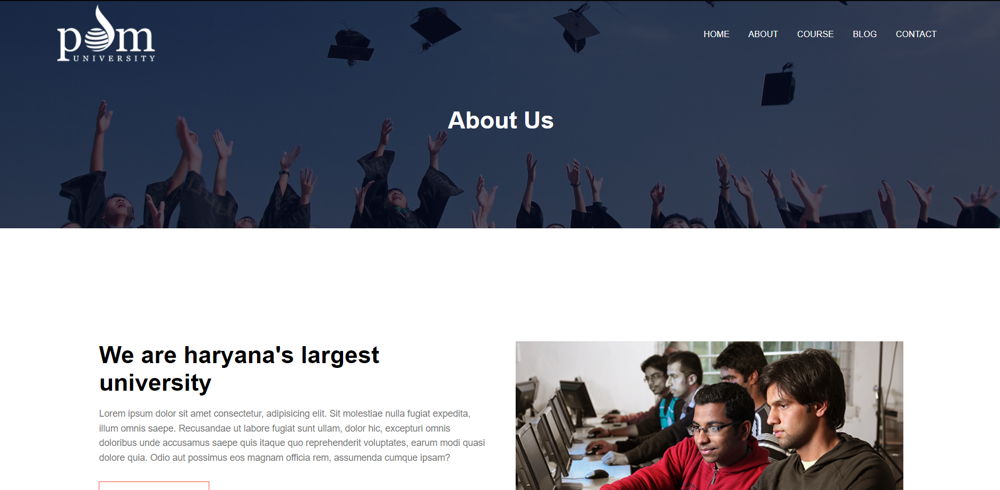 pdm
UNIVERSITY
HOME ABOUT COURSE BLOG CONTACT
About Us
We are haryana's largest
university
Lorem ipsum dolor sit amet consectetur, adipisicing elit. Sit molestiae nulla fugiat expedita,
illum omnis saepe. Recusandae ut labore fugiat sunt ullam, dolor hic, excepturi omnis
doloribus unde accusamus saepe quis itaque quo reprehenderit voluptates, earum modi quasi
dolore quia. Odio aut possimus eos magnam officia rem, assumenda cumque ipsam?